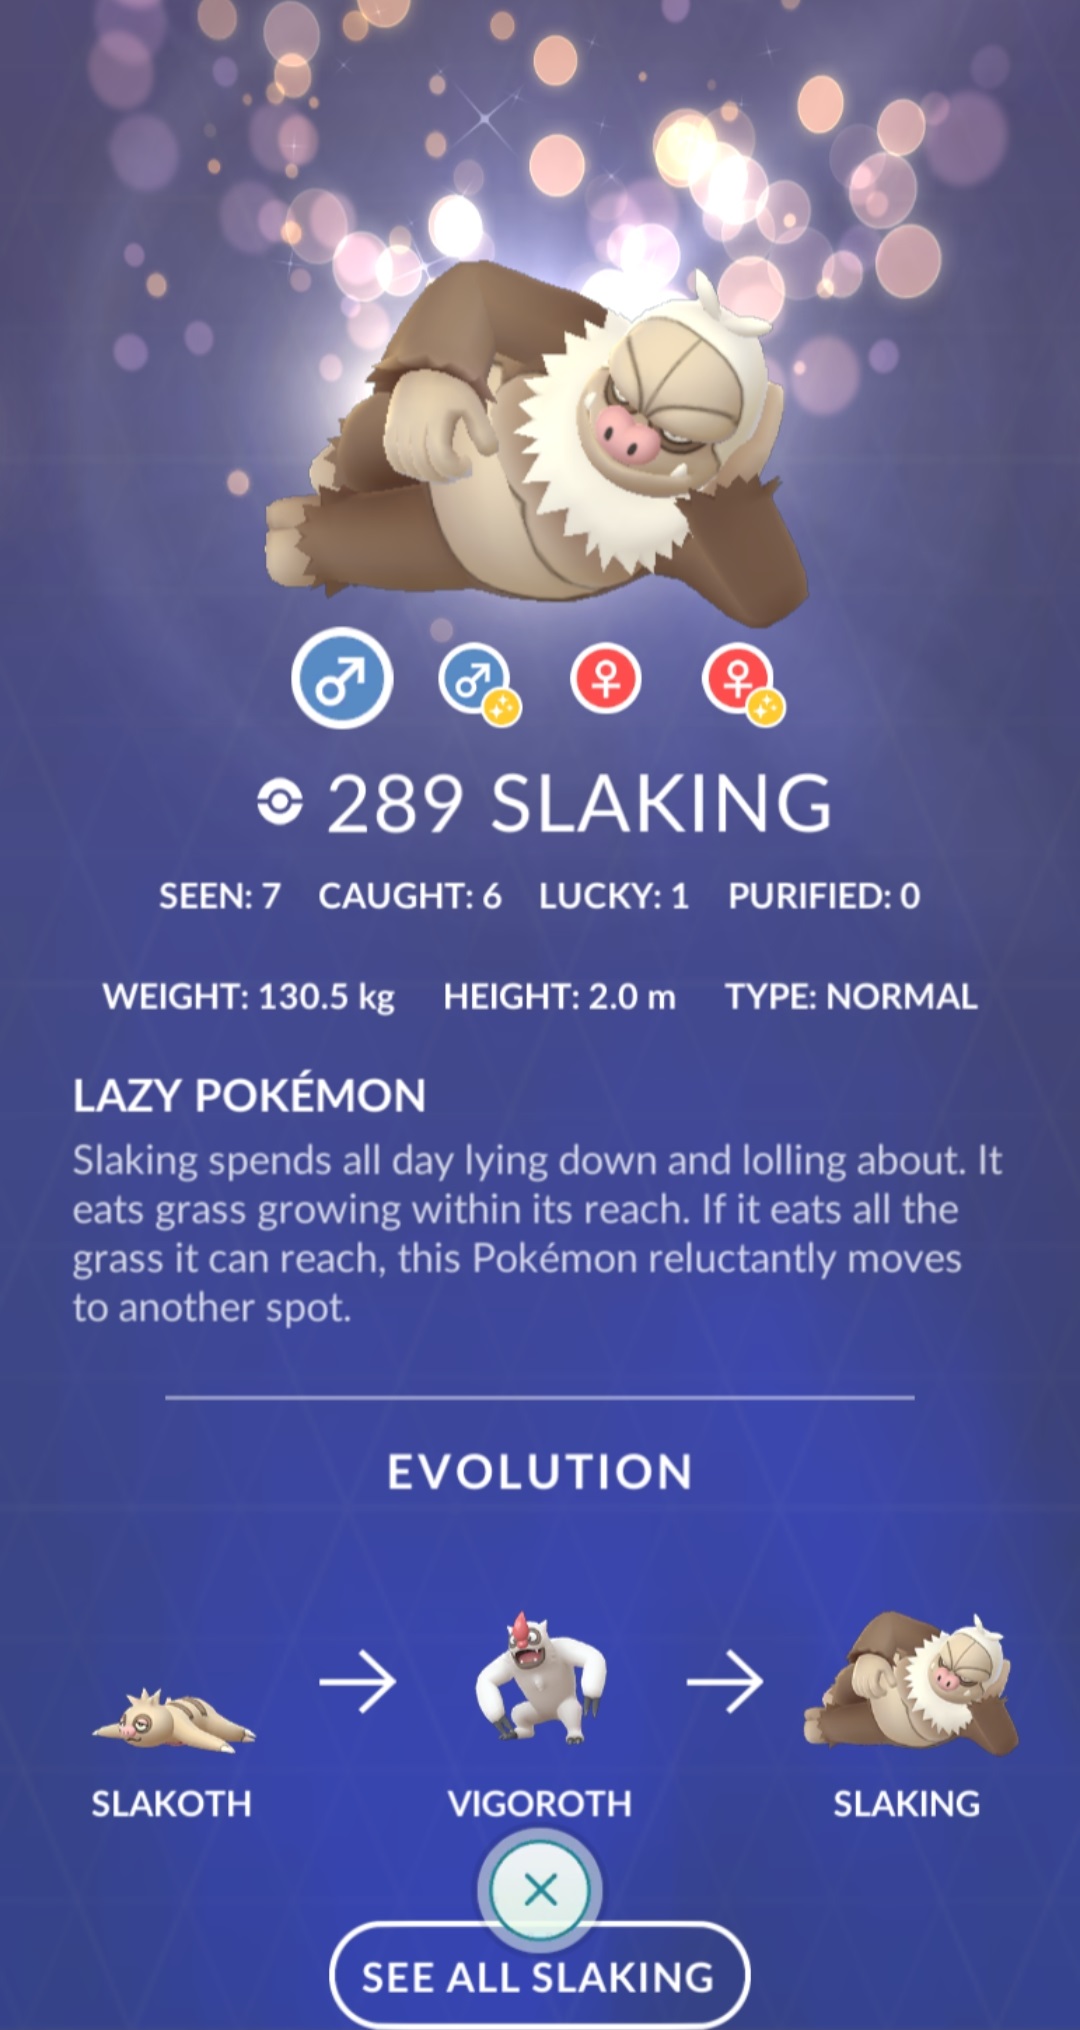 289 SLAKING
SEEN: 7 CAUGHT: 6 LUCKY: 1 PURIFIED: 0
WEIGHT: 130.5 kg HEIGHT: 2.0 m TYPE: NORMAL
LAZY POKÉMON
Slaking spends all day lying down and lolling about. It
eats grass growing within its reach. If it eats all the
grass it can reach, this Pokémon reluctantly moves
to another spot.
EVOLUTION
SLAKOTH VIGOROTH SLAKING
SEE ALL SLAKING